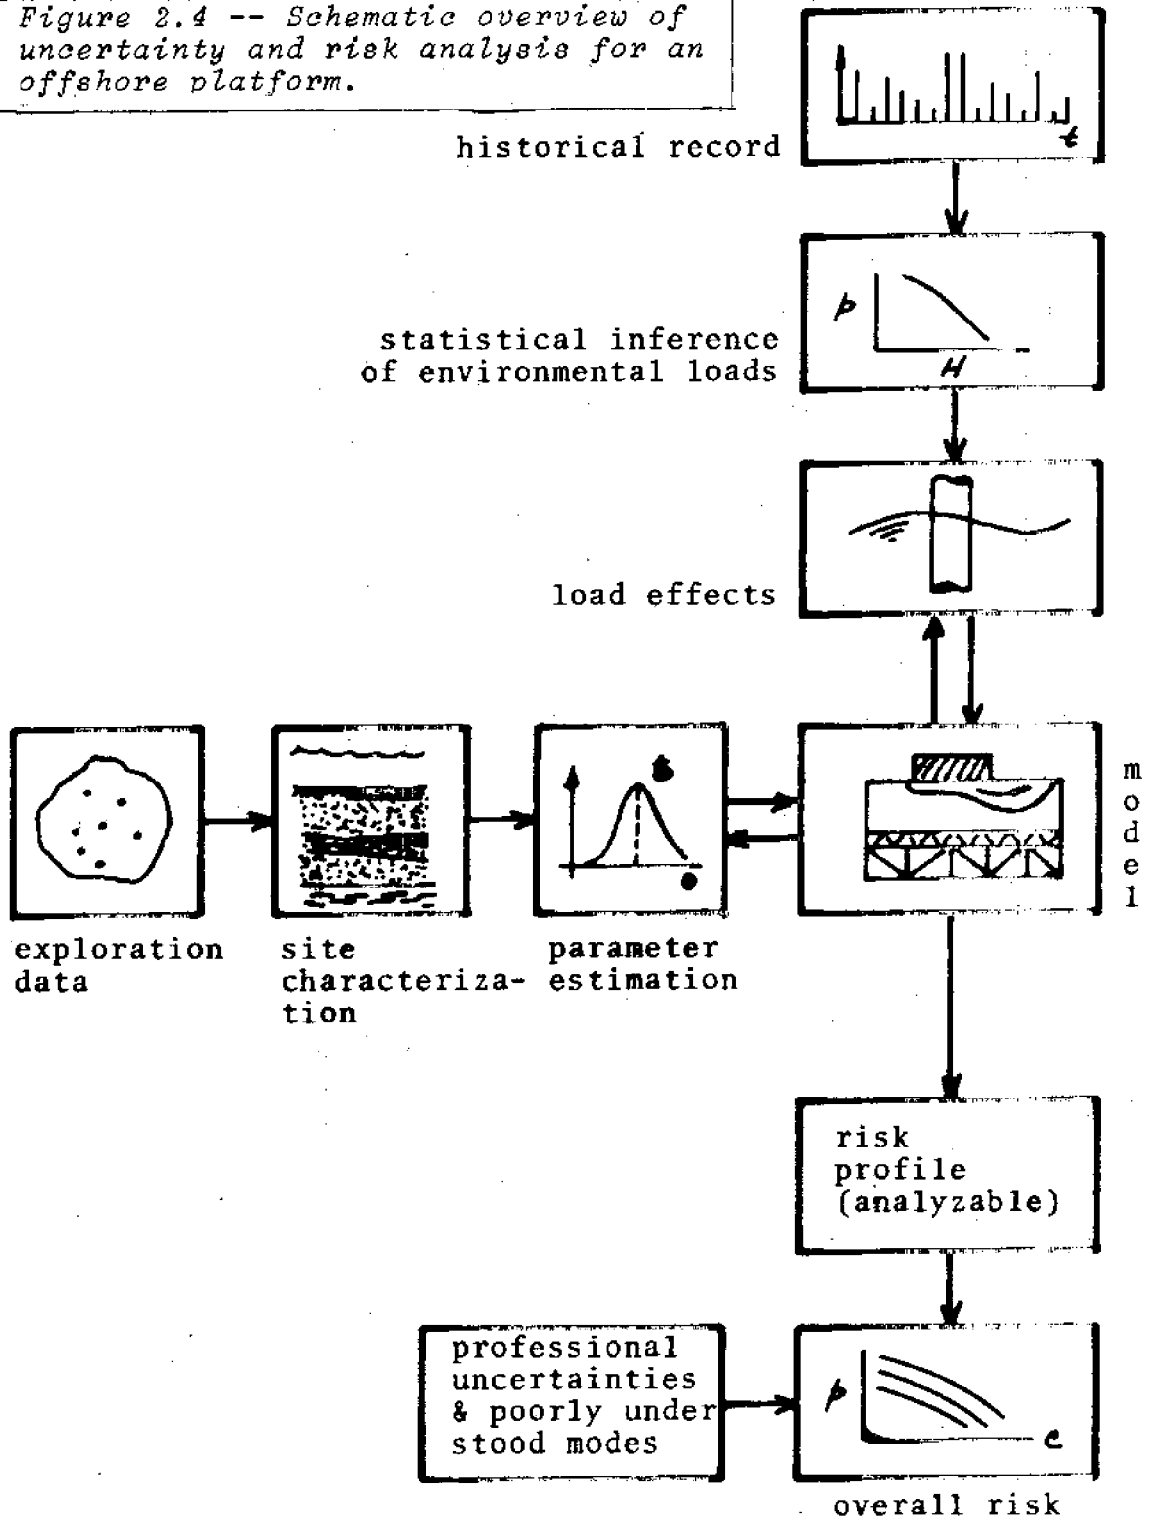 Figure 2.4 -- Schematic overview of
uncertainty and risk analysis for an
offshore platform.
historical record
t
p
H
statistical inference
of environmental loads
load effects
model
exploration
data
site
characteriza-
tion
parameter
estimation
risk
profile
(analyzable)
professional
uncertainties
& poorly under
stood modes
p
c
overall risk